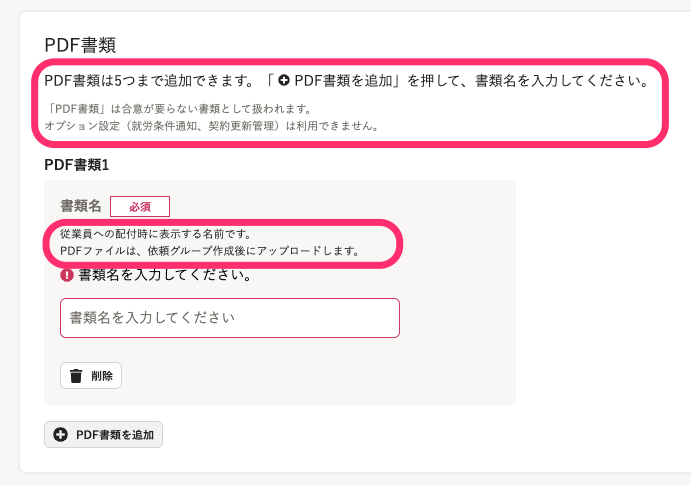 PDF書類
PDF書類は5つまで追加できます。「 PDF書類を追加」を押して、書類名を入力してください。
「PDF書類」は合意が要らない書類として扱われます。
オプション設定（就労条件通知、契約更新管理）は利用できません。
PDF書類1
書類名 必須
従業員への配付時に表示する名前です。
PDFファイルは、依頼グループ作成後にアップロードします。
書類名を入力してください。
書類名を入力してください
削除
PDF書類を追加